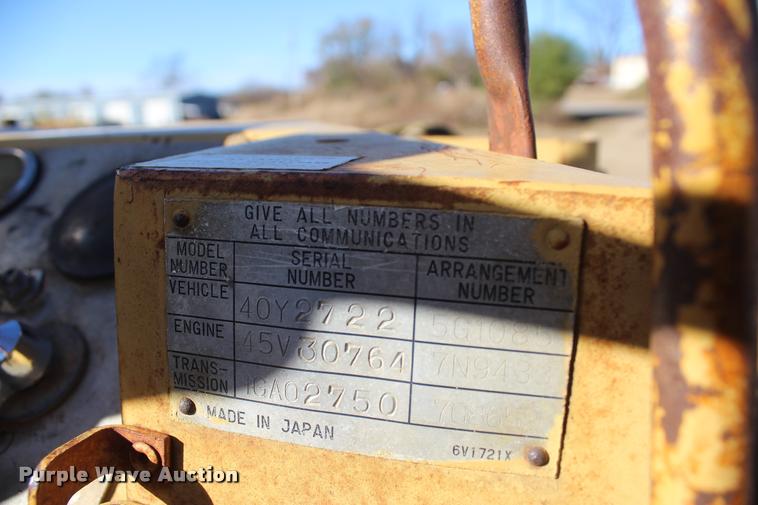 GIVE ALL NUMBERS IN
ALL COMMUNICATIONS
MODEL NUMBER SERIAL NUMBER ARRANGEMENT NUMBER
VEHICLE 40Y2722
ENGINE 45V30764
TRANS-MISSION 1GA02750
MADE IN JAPAN
6V1721X
Purple Wave Auction